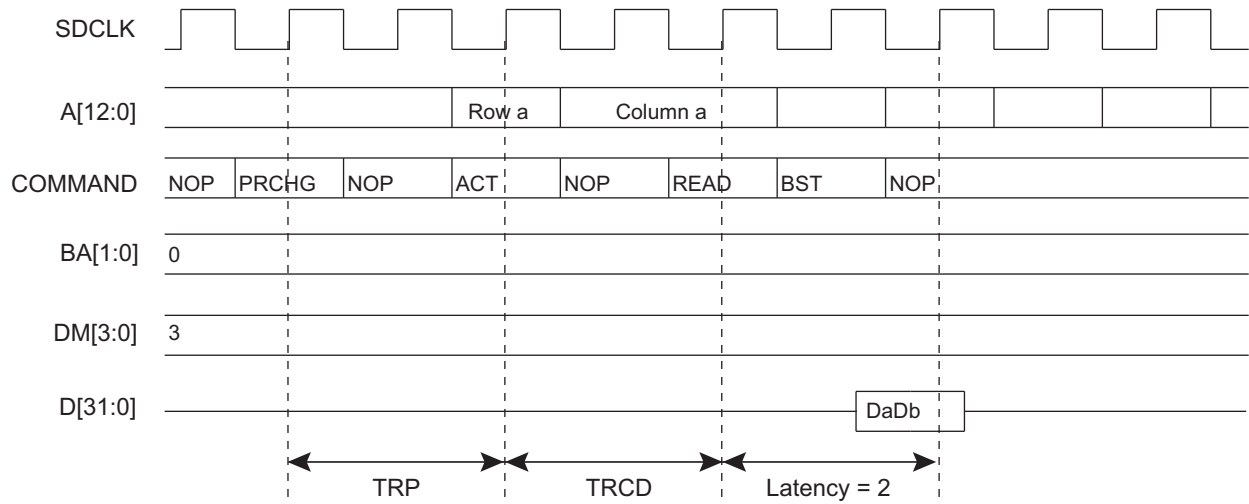 SDCLK
A[12:0] Row a Column a
COMMAND NOP PRCHG NOP ACT NOP READ BST NOP
BA[1:0] 0
DM[3:0] 3
D[31:0] DaDb
TRP TRCD Latency = 2